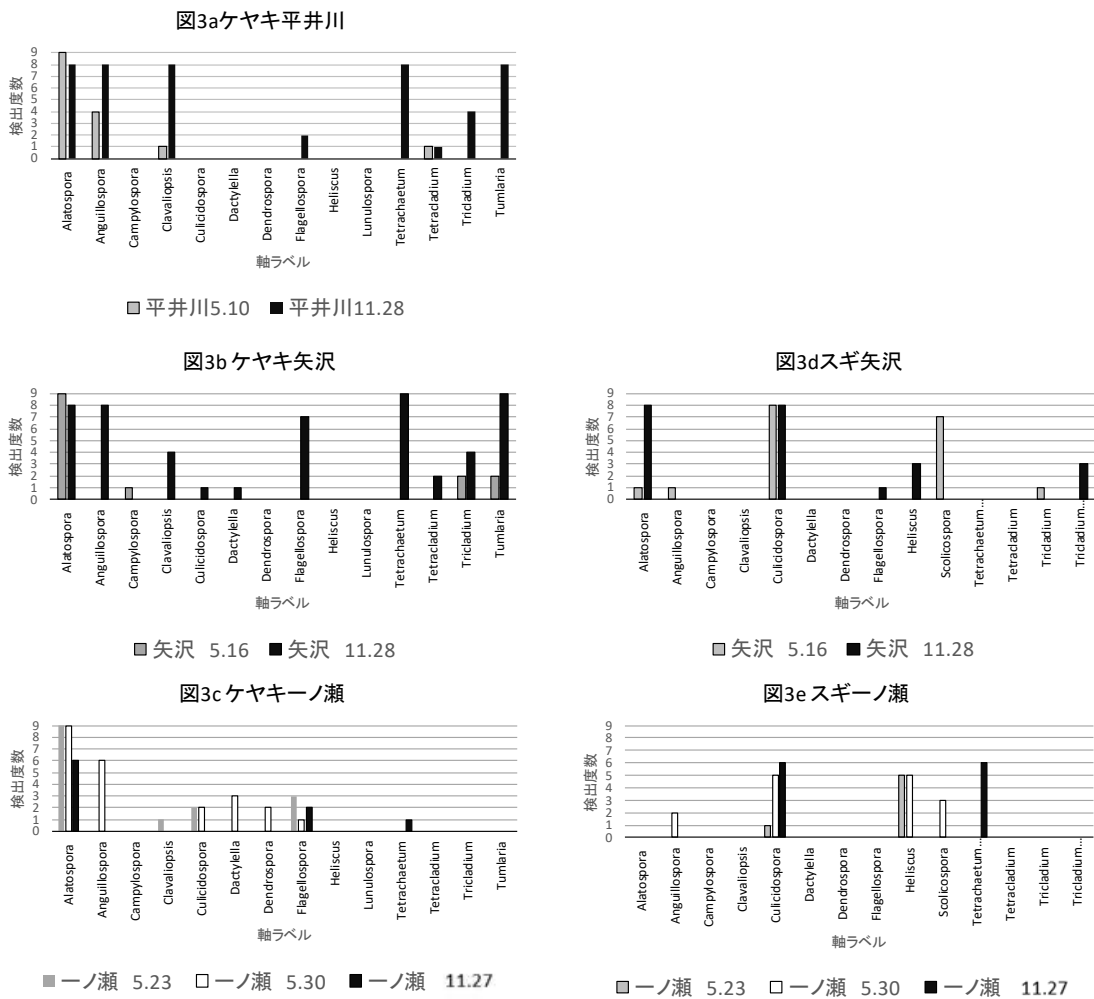 図3aケヤキ平井川
検出度数
9
8
7
6
5
4
3
2
1
0
Alatospora
Anguillospora
Campylospora
Clavaliopsis
Culicidospora
Dactylella
Dendrospora
Flagellospora
Heliscus
Lunulospora
Tetrachaetum
Tetracladium
Tricladium
Tumlaria
軸ラベル
平井川5.10 平井川11.28
図3b ケヤキ矢沢
検出度数
9
8
7
6
5
4
3
2
1
0
Alatospora
Anguillospora
Campylospora
Clavaliopsis
Culicidospora
Dactylella
Dendrospora
Flagellospora
Heliscus
Lunulospora
Tetrachaetum
Tetracladium
Tricladium
Tumlaria
軸ラベル
矢沢 5.16 矢沢 11.28
図3dスギ矢沢
検出度数
9
8
7
6
5
4
3
2
1
0
Alatospora
Anguillospora
Campylospora
Clavaliopsis
Culicidospora
Dactylella
Dendrospora
Flagellospora
Heliscus
Scolicospora
Tetrachaetum...
Tetracladium
Tricladium
Tricladium...
軸ラベル
矢沢 5.16 矢沢 11.28
図3c ケヤキ一ノ瀬
検出度数
9
8
7
6
5
4
3
2
1
0
Alatospora
Anguillospora
Campylospora
Clavaliopsis
Culicidospora
Dactylella
Dendrospora
Flagellospora
Heliscus
Lunulospora
Tetrachaetum
Tetracladium
Tricladium
Tumlaria
軸ラベル
一ノ瀬 5.23 一ノ瀬 5.30 一ノ瀬 11.27
図3e スギ一ノ瀬
検出度数
9
8
7
6
5
4
3
2
1
0
Alatospora
Anguillospora
Campylospora
Clavaliopsis
Culicidospora
Dactylella
Dendrospora
Flagellospora
Heliscus
Scolicospora
Tetrachaetum...
Tetracladium
Tricladium
Tricladium...
軸ラベル
一ノ瀬 5.23 一ノ瀬 5.30 一ノ瀬 11.27